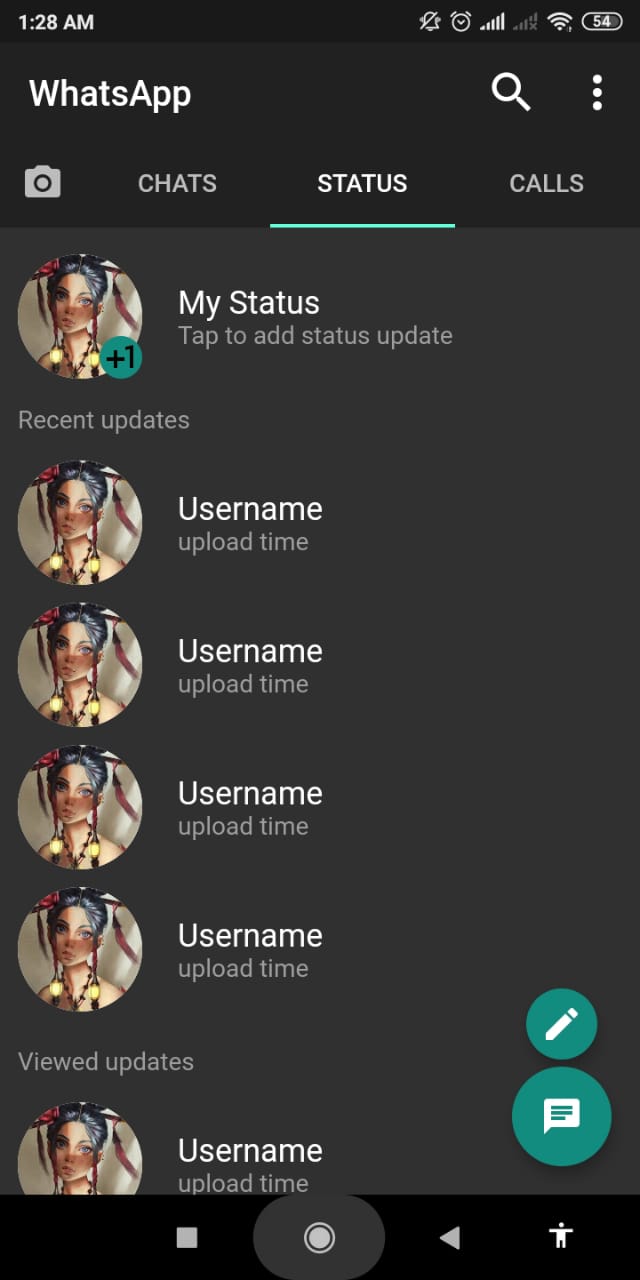 1:28 AM
54
WhatsApp
CHATS
STATUS
CALLS
+1
My Status
Tap to add status update
Recent updates
Username
upload time
Username
upload time
Username
upload time
Username
upload time
Viewed updates
Username
upload time